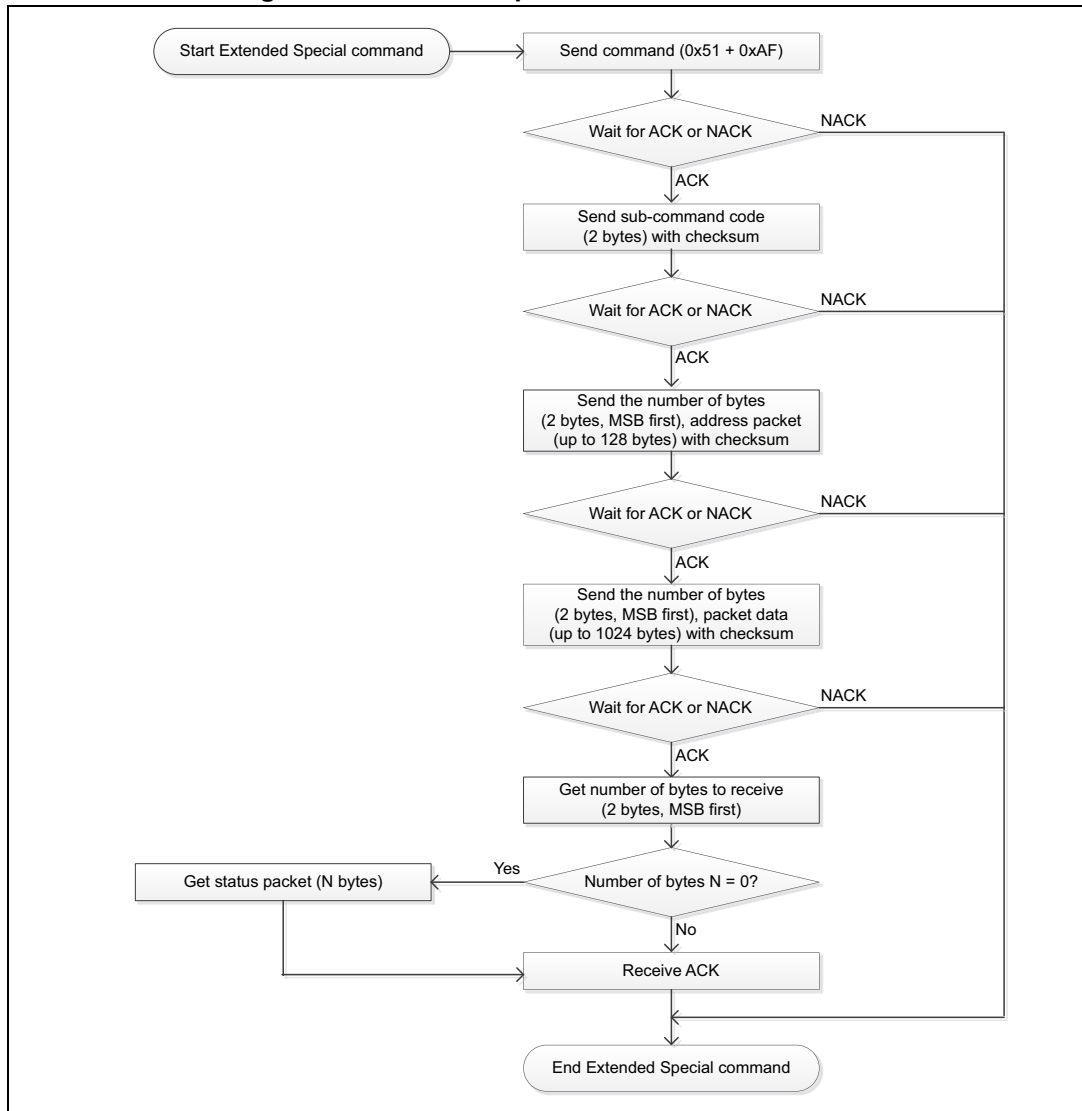 Start Extended Special command
Send command (0x51 + 0xAF)
Wait for ACK or NACK
NACK
ACK
Send sub-command code
(2 bytes) with checksum
Wait for ACK or NACK
NACK
ACK
Send the number of bytes
(2 bytes, MSB first), address packet
(up to 128 bytes) with checksum
Wait for ACK or NACK
NACK
ACK
Send the number of bytes
(2 bytes, MSB first), packet data
(up to 1024 bytes) with checksum
Wait for ACK or NACK
NACK
ACK
Get number of bytes to receive
(2 bytes, MSB first)
Number of bytes N = 0?
Yes
Get status packet (N bytes)
No
Receive ACK
End Extended Special command